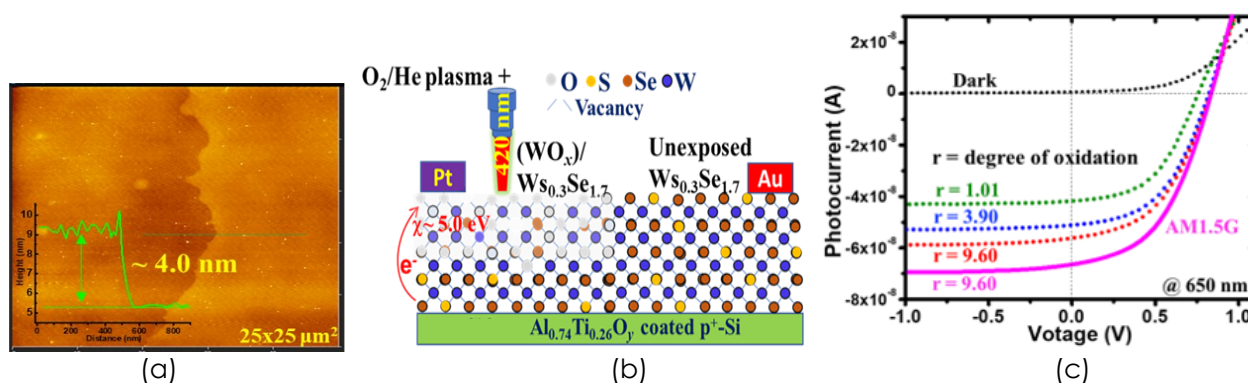 10
9
8
7
6
5
Height (nm)
0
200
400
600
800
Distance (nm)
~ 4.0 nm
25x25 μm²
(a)
O₂/He plasma +
O S Se W
Vacancy
420 nm
(WOₓ)/
Ws₀.₃Se₁.₇
Unexposed
Ws₀.₃Se₁.₇
Pt
Au
χ~ 5.0 eV
e⁻
Al₀.₇₄Ti₀.₂₆Oᵧ coated p⁺-Si
(b)
Photocurrent (A)
2x10⁻⁸
0
-2x10⁻⁸
-4x10⁻⁸
-6x10⁻⁸
-8x10⁻⁸
Dark
r = degree of oxidation
r = 1.01
r = 3.90
r = 9.60
r = 9.60
AM1.5G
@ 650 nm
-1.0 -0.5 0.0 0.5 1.0
Votage (V)
(c)